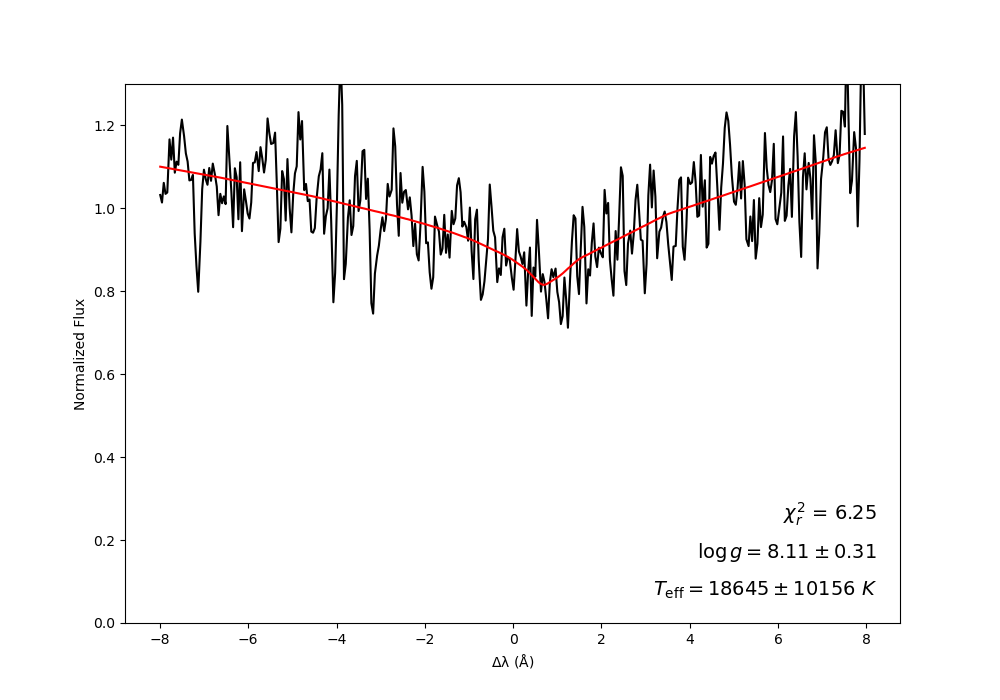 1.2
1.0
0.8
0.6
0.4
0.2
0.0
Normalized Flux
χ²ᵣ = 6.25
log g = 8.11 ± 0.31
T_eff = 18645 ± 10156 K
−8 −6 −4 −2 0 2 4 6 8
Δλ (Å)